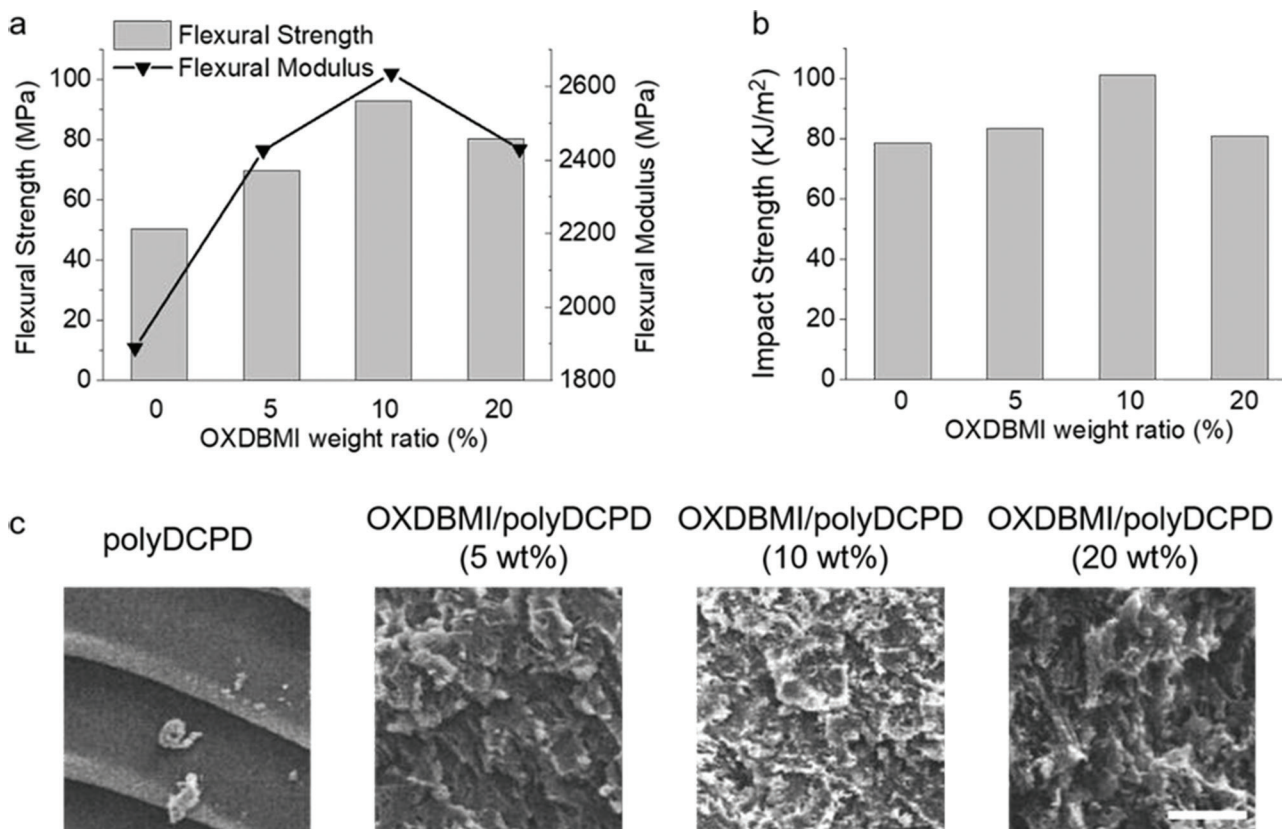 a
Flexural Strength
Flexural Modulus
Flexural Strength (MPa)
100
80
60
40
20
0
2600
2400
2200
2000
1800
Flexural Modulus (MPa)
0 5 10 20
OXDBMI weight ratio (%)
b
Impact Strength (KJ/m²)
100
80
60
40
20
0
0 5 10 20
OXDBMI weight ratio (%)
c
polyDCPD
OXDBMI/polyDCPD
(5 wt%)
OXDBMI/polyDCPD
(10 wt%)
OXDBMI/polyDCPD
(20 wt%)